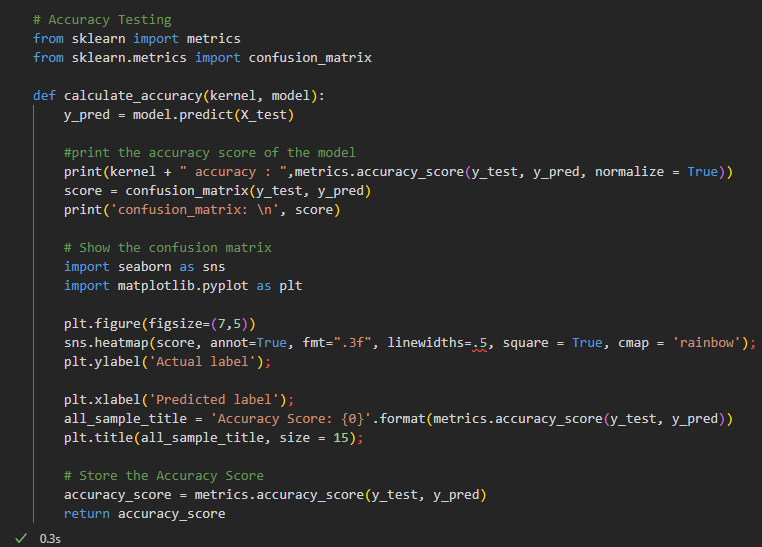 # Accuracy Testing
from sklearn import metrics
from sklearn.metrics import confusion_matrix
def calculate_accuracy(kernel, model):
    y_pred = model.predict(X_test)
    #print the accuracy score of the model
    print(kernel + " accuracy : ",metrics.accuracy_score(y_test, y_pred, normalize = True))
    score = confusion_matrix(y_test, y_pred)
    print('confusion_matrix: \n', score)
    # Show the confusion matrix
    import seaborn as sns
    import matplotlib.pyplot as plt
    plt.figure(figsize=(7,5))
    sns.heatmap(score, annot=True, fmt=".3f", linewidths=.5, square = True, cmap = 'rainbow');
    plt.ylabel('Actual label');
    plt.xlabel('Predicted label');
    all_sample_title = 'Accuracy Score: {0}'.format(metrics.accuracy_score(y_test, y_pred))
    plt.title(all_sample_title, size = 15);
    # Store the Accuracy Score
    accuracy_score = metrics.accuracy_score(y_test, y_pred)
    return accuracy_score
0.3s